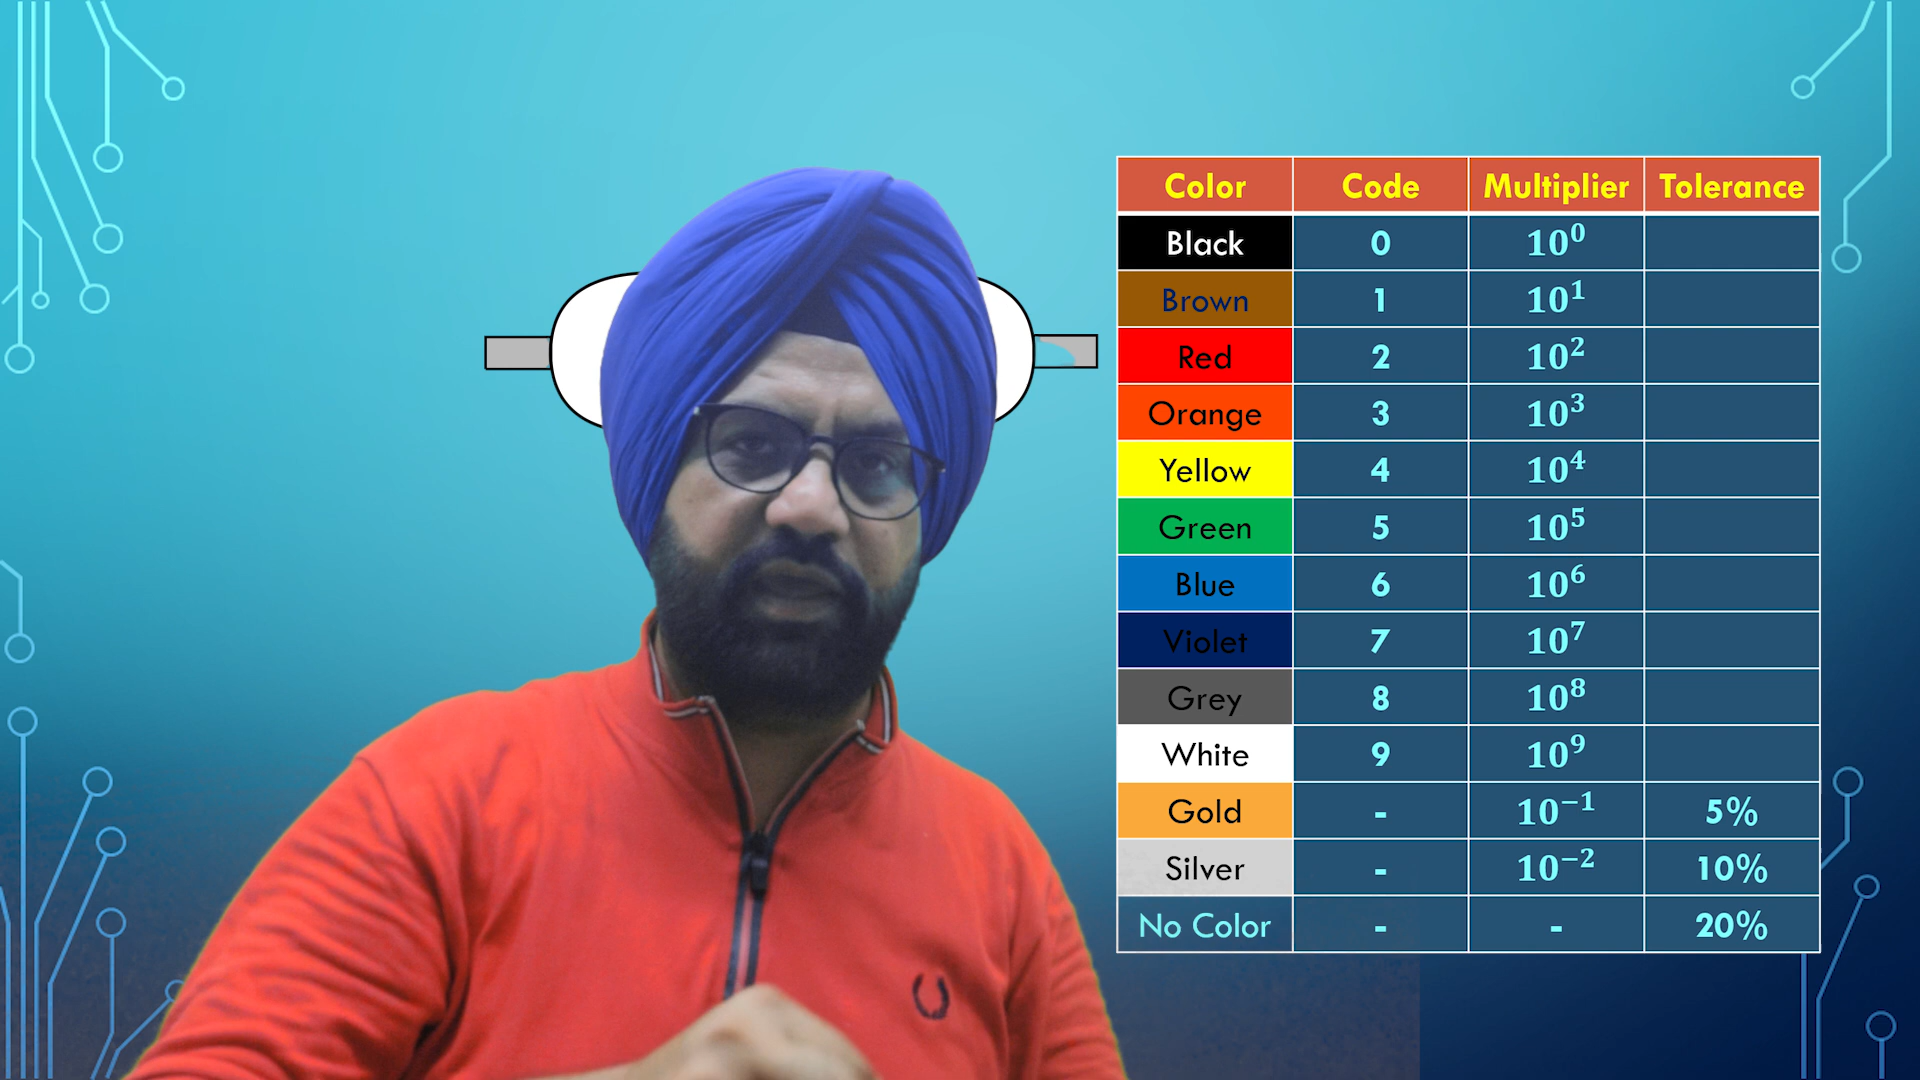 Color Code Multiplier Tolerance
Black 0 10⁰
Brown 1 10¹
Red 2 10²
Orange 3 10³
Yellow 4 10⁴
Green 5 10⁵
Blue 6 10⁶
Violet 7 10⁷
Grey 8 10⁸
White 9 10⁹
Gold - 10⁻¹ 5%
Silver - 10⁻² 10%
No Color - - 20%